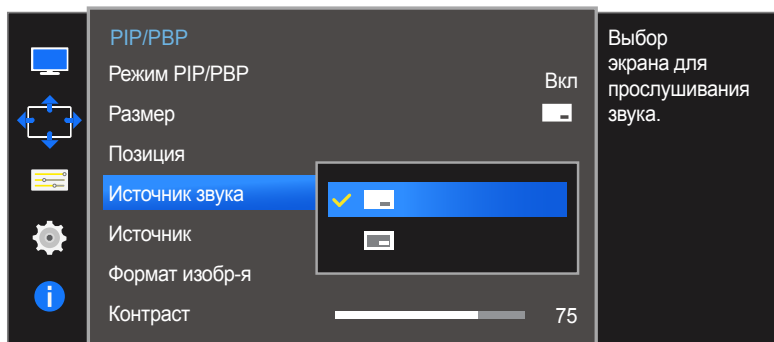 PIP/PBP
Режим PIP/PBP
Вкл
Размер
Позиция
Источник звука
Источник
Формат изобр-я
Контраст
75
Выбор
экрана для
прослушивания
звука.